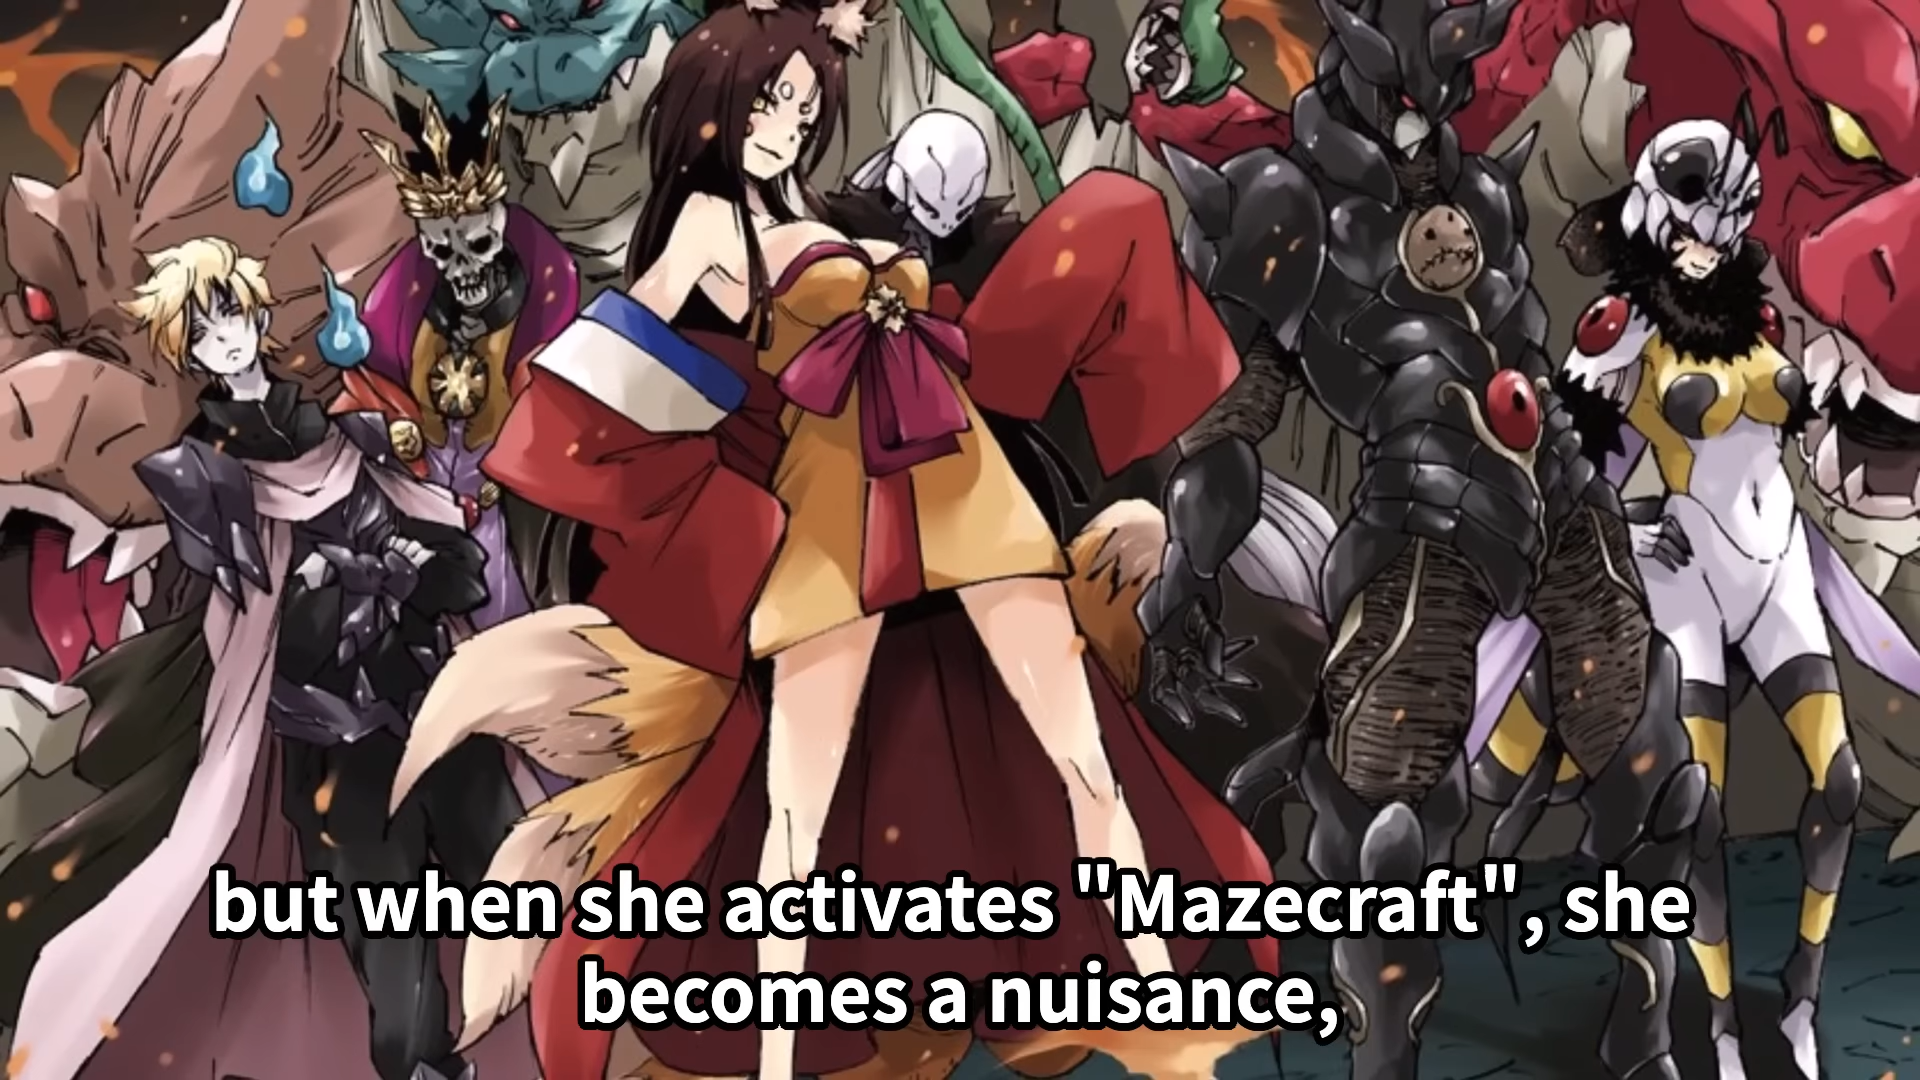 but when she activates "Mazecraft", she
becomes a nuisance,